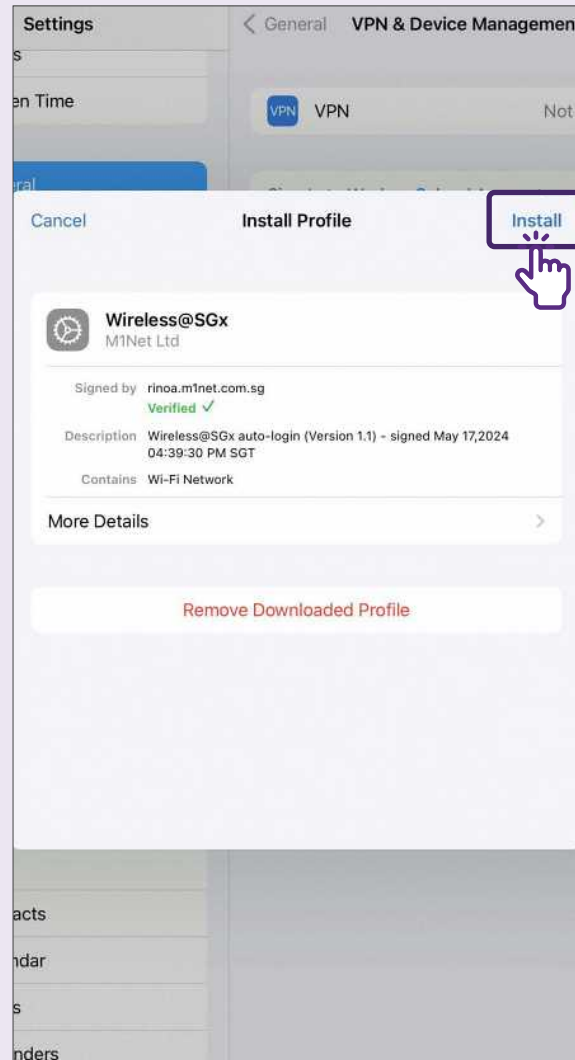 Settings
General VPN & Device Managemen
s
en Time
VPN VPN Not
eral
Cancel Install Profile Install
Wireless@SGx
M1Net Ltd
Signed by rinoa.m1net.com.sg
Verified ✓
Description Wireless@SGx auto-login (Version 1.1) - signed May 17,2024
04:39:30 PM SGT
Contains Wi-Fi Network
More Details
Remove Downloaded Profile
acts
ndar
s
nders